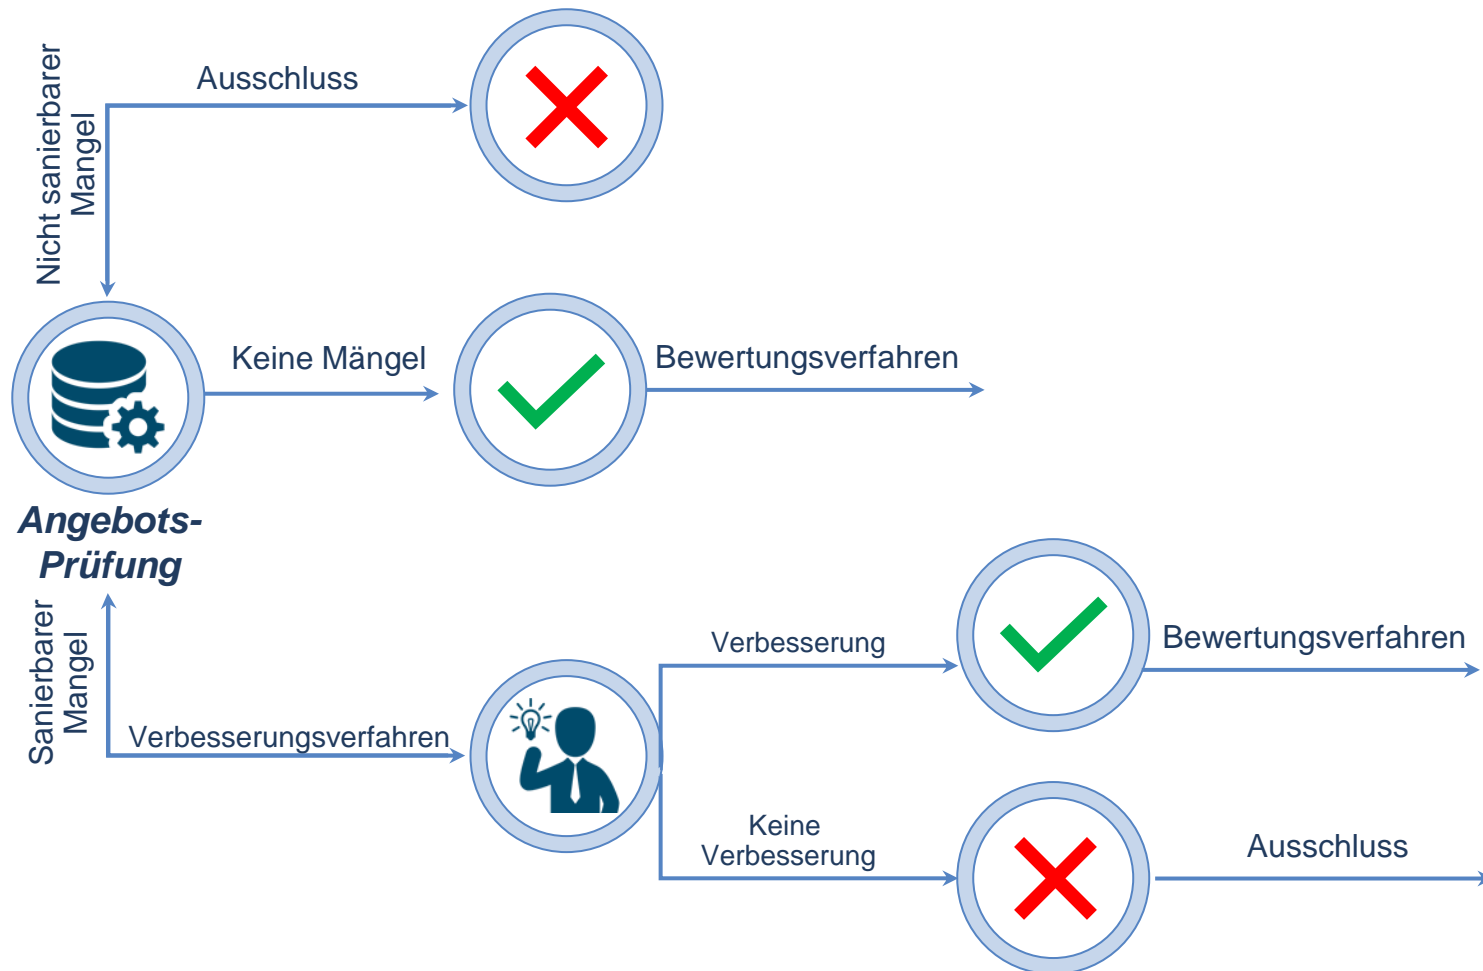 Ausschluss
Nicht sanierbarer
Mangel
Keine Mängel
Bewertungsverfahren
Angebots-
Prüfung
Sanierbarer
Mangel
Verbesserungsverfahren
Verbesserung
Bewertungsverfahren
Keine
Verbesserung
Ausschluss